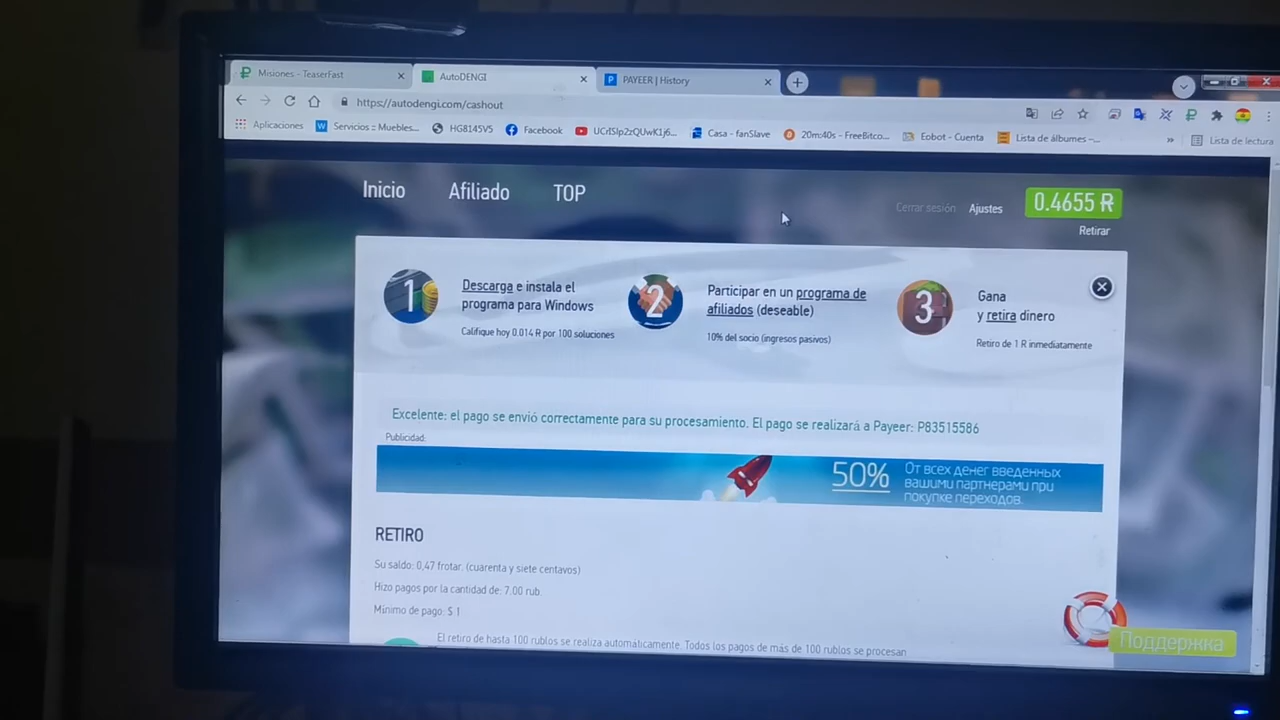 Misiones - TeaserFast
AutoDENGI
PAYEER | History
https://autodengi.com/cashout
Aplicaciones
Servicios :: Muebles...
HG8145V5
Facebook
UCrISlp2zQUwK1j6...
Casa - fanSlave
20m:40s - FreeBitco...
Eobot - Cuenta
Lista de álbumes –...
»
Lista de lectura
Inicio
Afiliado
TOP
Cerrar sesión
Ajustes
0.4655 Я
Retirar
1
Descarga e instala el
programa para Windows
Califique hoy 0.014 R por 100 soluciones
2
Participar en un programa de
afiliados (deseable)
10% del socio (ingresos pasivos)
3
Gana
y retira dinero
Retiro de 1 R inmediatamente
Excelente: el pago se envió correctamente para su procesamiento. El pago se realizará a Payeer: P83515586
Publicidad:
50%
От всех денег введенных
вашими партнерами при
покупке переходов.
RETIRO
Su saldo: 0,47 frotar. (cuarenta y siete centavos)
Hizo pagos por la cantidad de: 7.00 rub.
Mínimo de pago: $ 1
El retiro de hasta 100 rublos se realiza automáticamente. Todos los pagos de más de 100 rublos se procesan
Поддержка